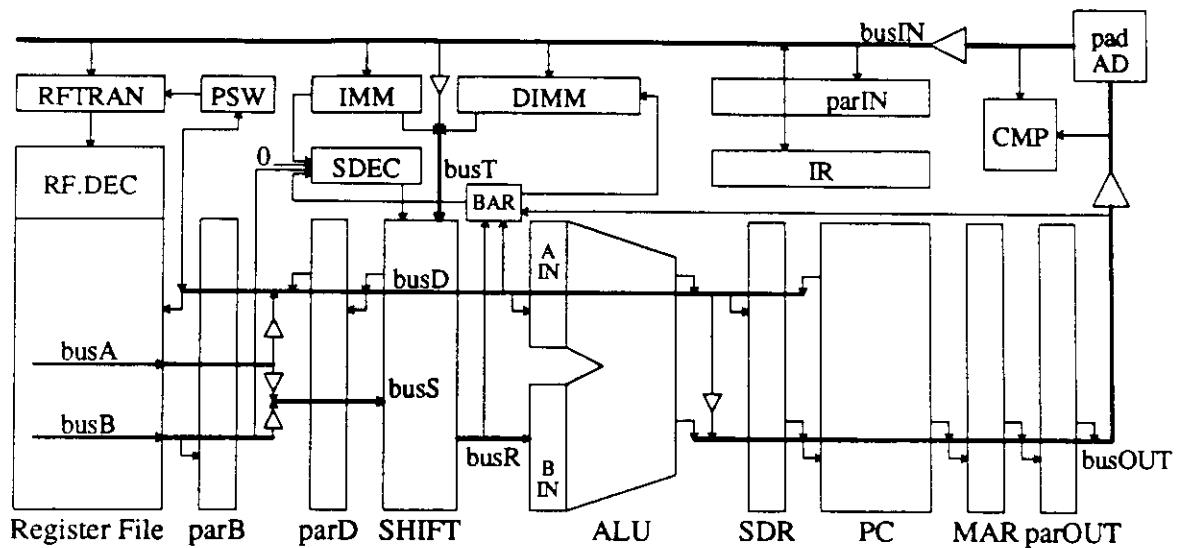 busIN
pad
AD
RFTRAN
PSW
IMM
DIMM
parIN
CMP
0
SDEC
busT
IR
RF.DEC
BAR
A
IN
busD
busA
busS
busB
busR
B
IN
busOUT
Register File
parB
parD
SHIFT
ALU
SDR
PC
MAR
parOUT